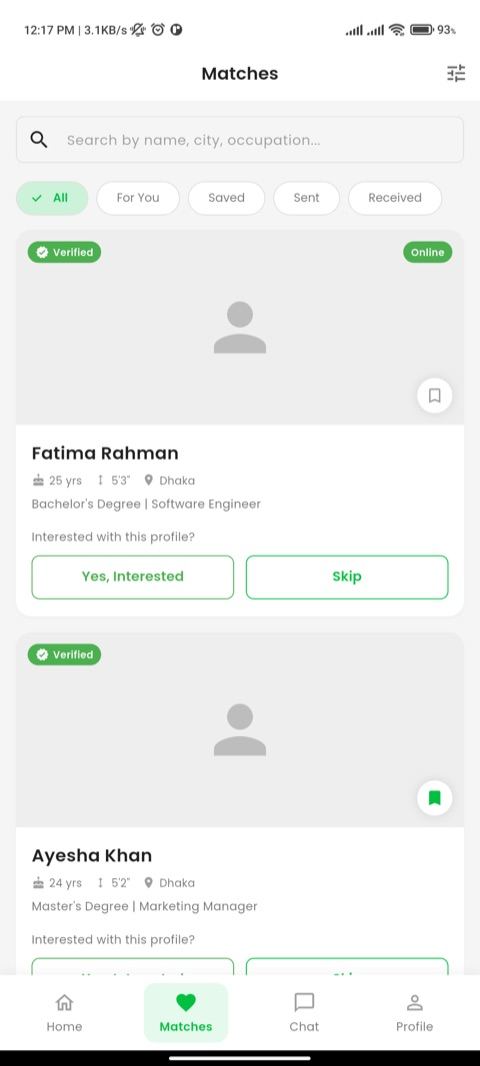 12:17 PM | 3.1KB/s
93%
Matches
Search by name, city, occupation...
All For You Saved Sent Received
Verified Online
Fatima Rahman
25 yrs 5'3" Dhaka
Bachelor's Degree | Software Engineer
Interested with this profile?
Yes, Interested Skip
Verified
Ayesha Khan
24 yrs 5'2" Dhaka
Master's Degree | Marketing Manager
Interested with this profile?
Home Matches Chat Profile